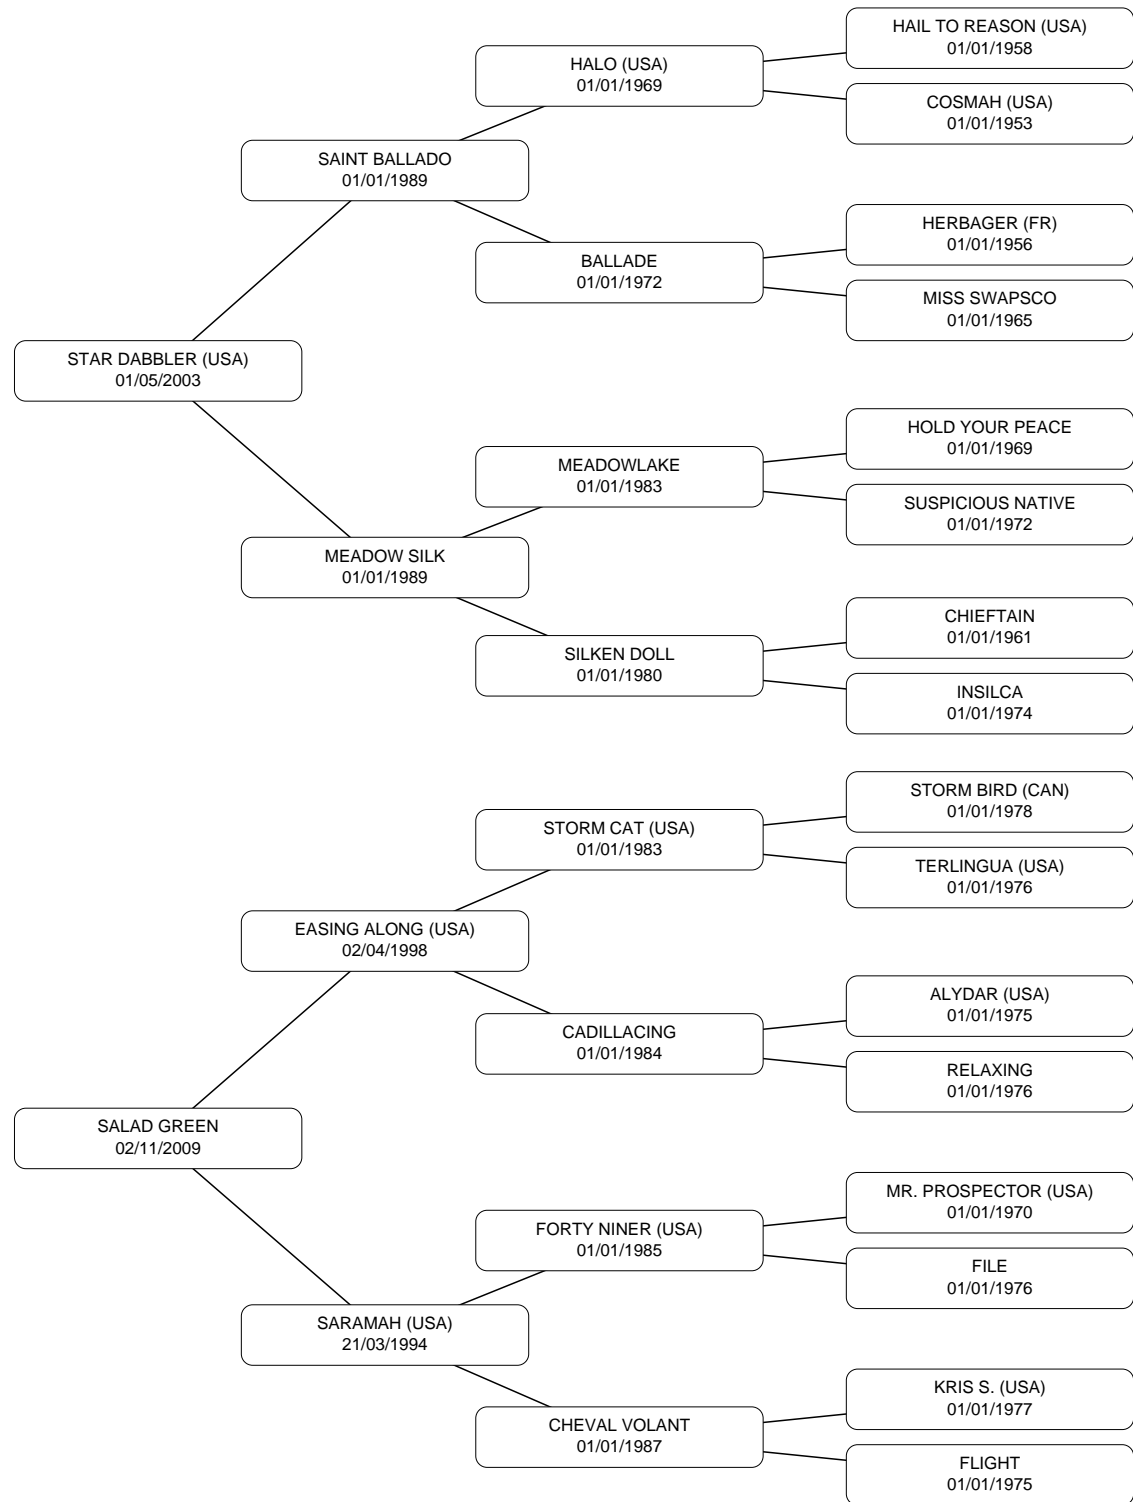 HAIL TO REASON (USA)
01/01/1958
HALO (USA)
01/01/1969
COSMAH (USA)
01/01/1953
SAINT BALLADO
01/01/1989
HERBAGER (FR)
01/01/1956
BALLADE
01/01/1972
MISS SWAPSCO
01/01/1965
STAR DABBLER (USA)
01/05/2003
HOLD YOUR PEACE
01/01/1969
MEADOWLAKE
01/01/1983
SUSPICIOUS NATIVE
01/01/1972
MEADOW SILK
01/01/1989
CHIEFTAIN
01/01/1961
SILKEN DOLL
01/01/1980
INSILCA
01/01/1974
STORM BIRD (CAN)
01/01/1978
STORM CAT (USA)
01/01/1983
TERLINGUA (USA)
01/01/1976
EASING ALONG (USA)
02/04/1998
ALYDAR (USA)
01/01/1975
CADILLACING
01/01/1984
RELAXING
01/01/1976
SALAD GREEN
02/11/2009
MR. PROSPECTOR (USA)
01/01/1970
FORTY NINER (USA)
01/01/1985
FILE
01/01/1976
SARAMAH (USA)
21/03/1994
KRIS S. (USA)
01/01/1977
CHEVAL VOLANT
01/01/1987
FLIGHT
01/01/1975